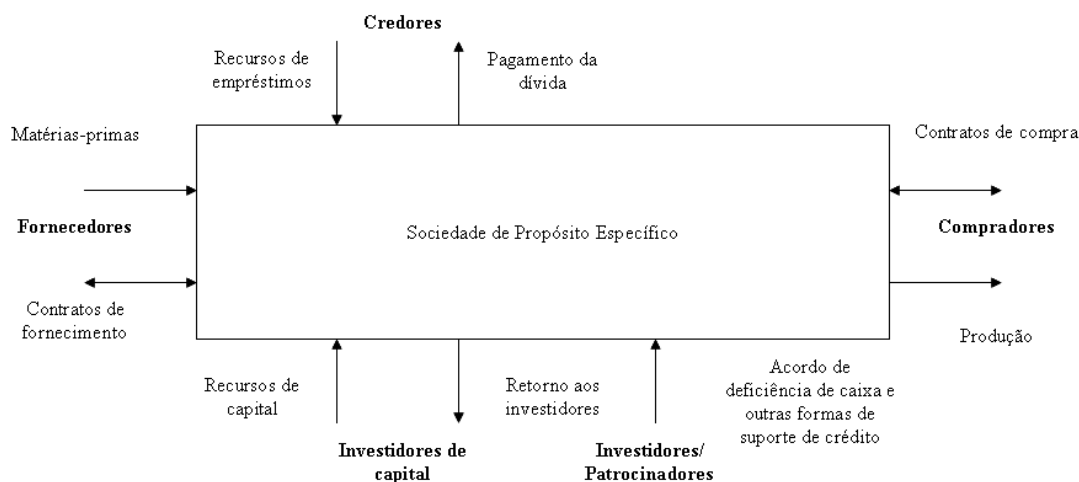 Credores
Recursos de
empréstimos
Pagamento da
dívida
Matérias-primas
Contratos de compra
Fornecedores
Sociedade de Propósito Específico
Compradores
Contratos de
fornecimento
Produção
Recursos de
capital
Retorno aos
investidores
Acordo de
deficiência de caixa e
outras formas de
suporte de crédito
Investidores de
capital
Investidores/
Patrocinadores